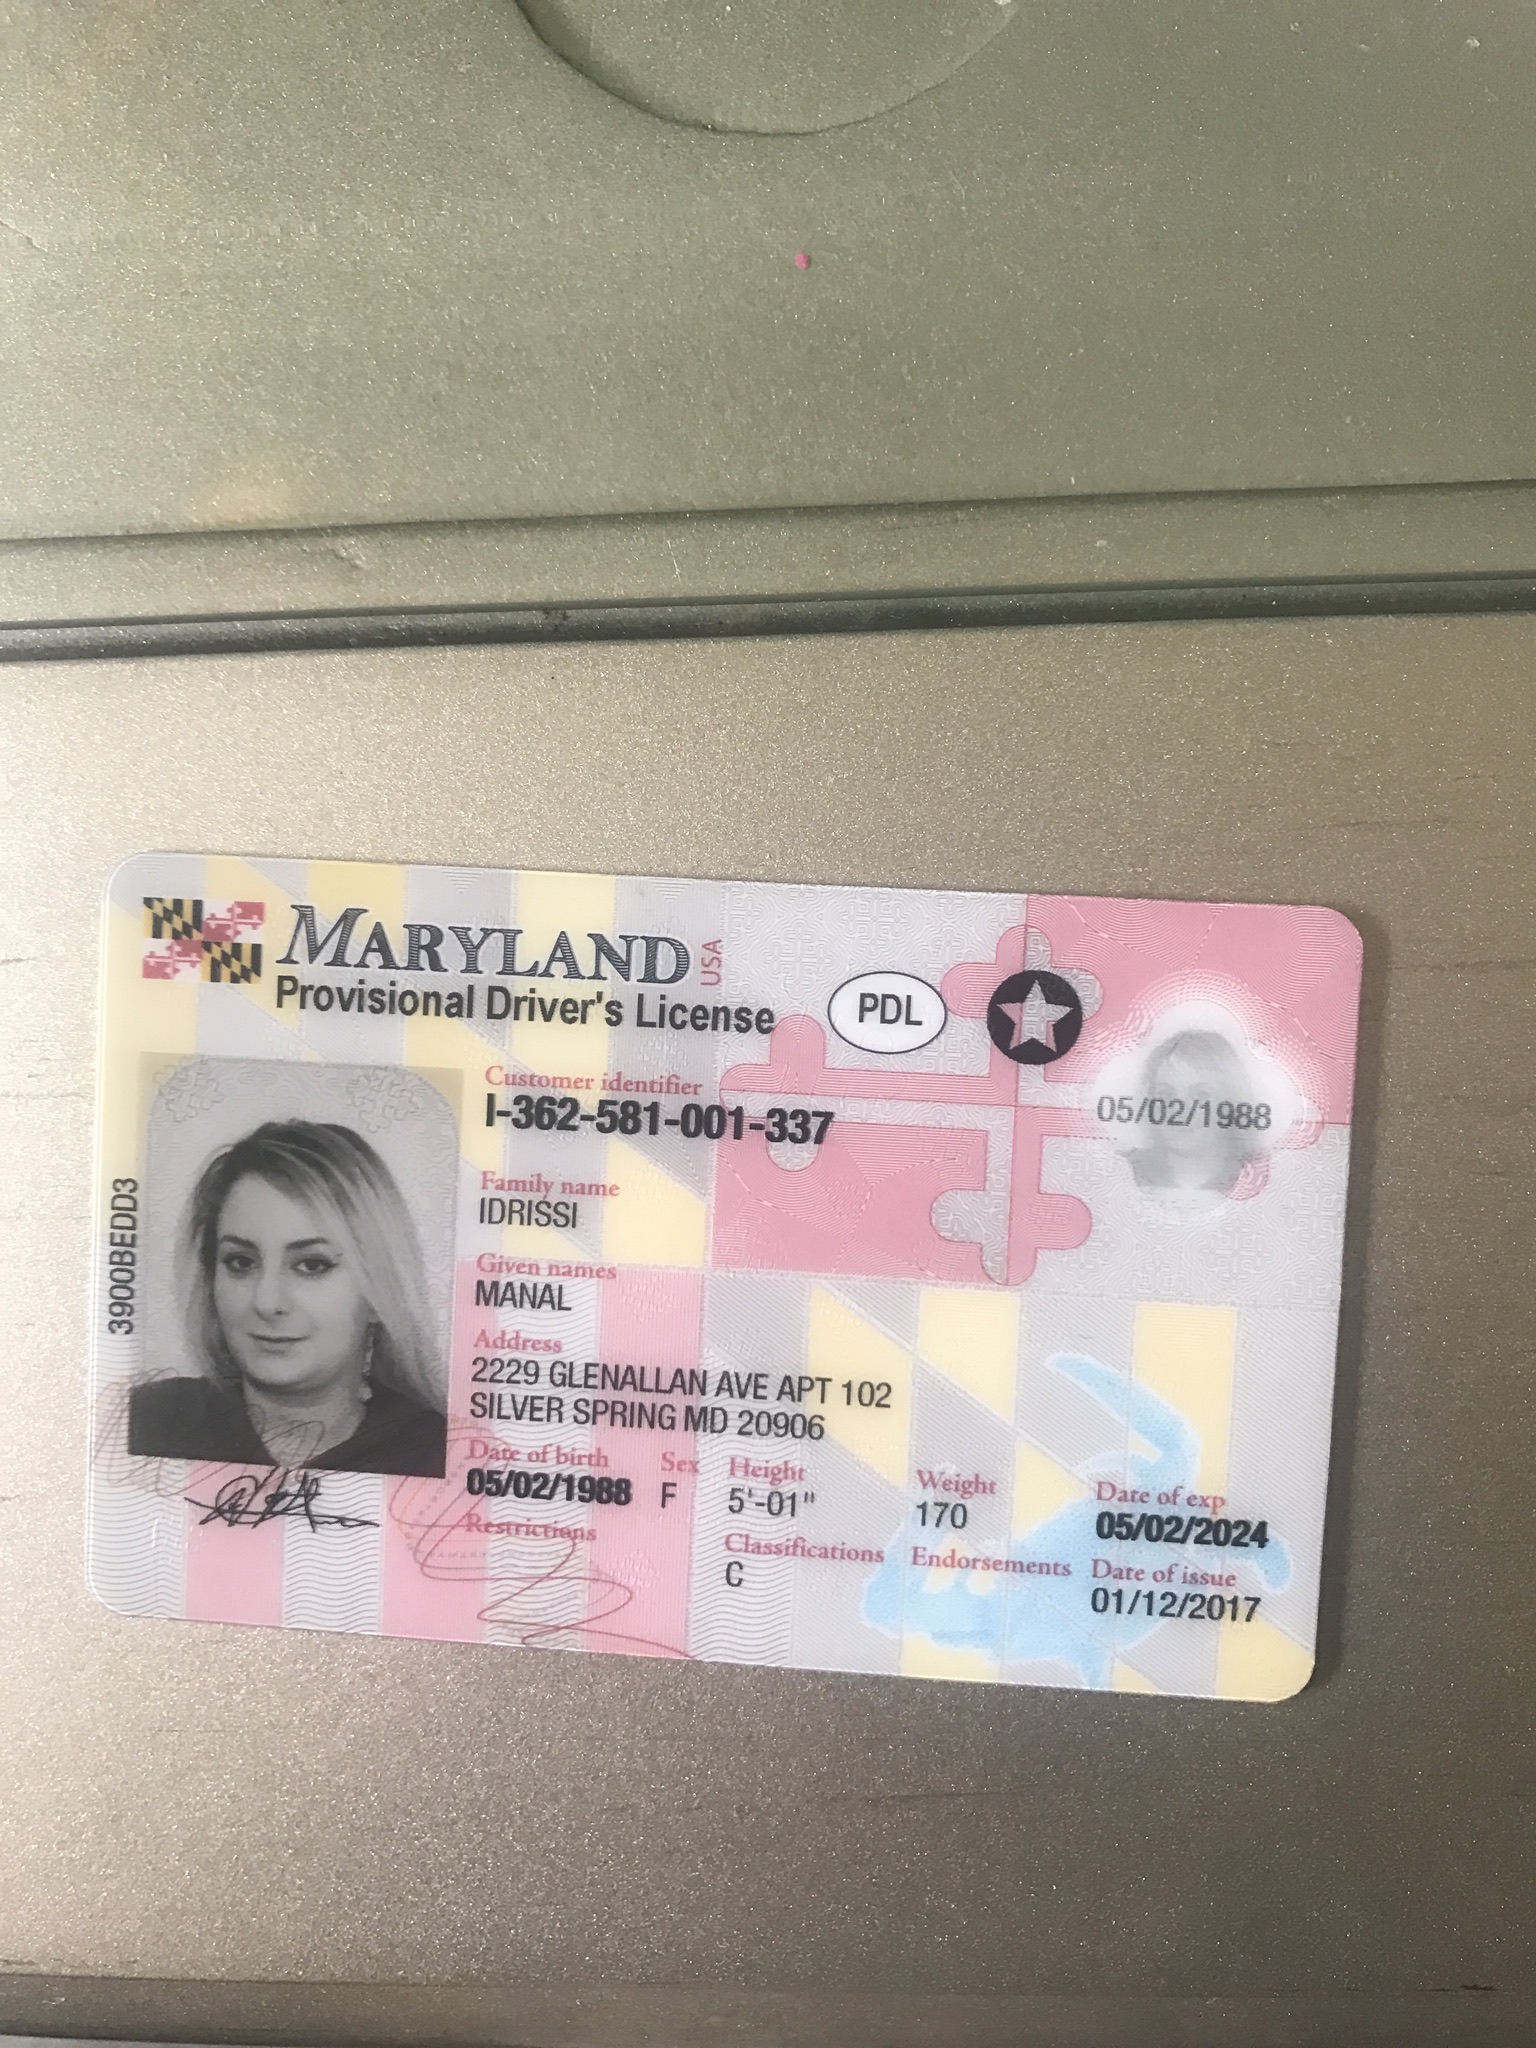 MARYLAND USA
Provisional Driver's License
PDL
Customer identifier
I-362-581-001-337
05/02/1988
Family name
IDRISSI
Given names
MANAL
3900BEDD3
Address
2229 GLENALLAN AVE APT 102
SILVER SPRING MD 20906
Date of birth
05/02/1988
Sex
F
Height
5'-01"
Weight
170
Date of exp
05/02/2024
Restrictions
Classifications
C
Endorsements
Date of issue
01/12/2017